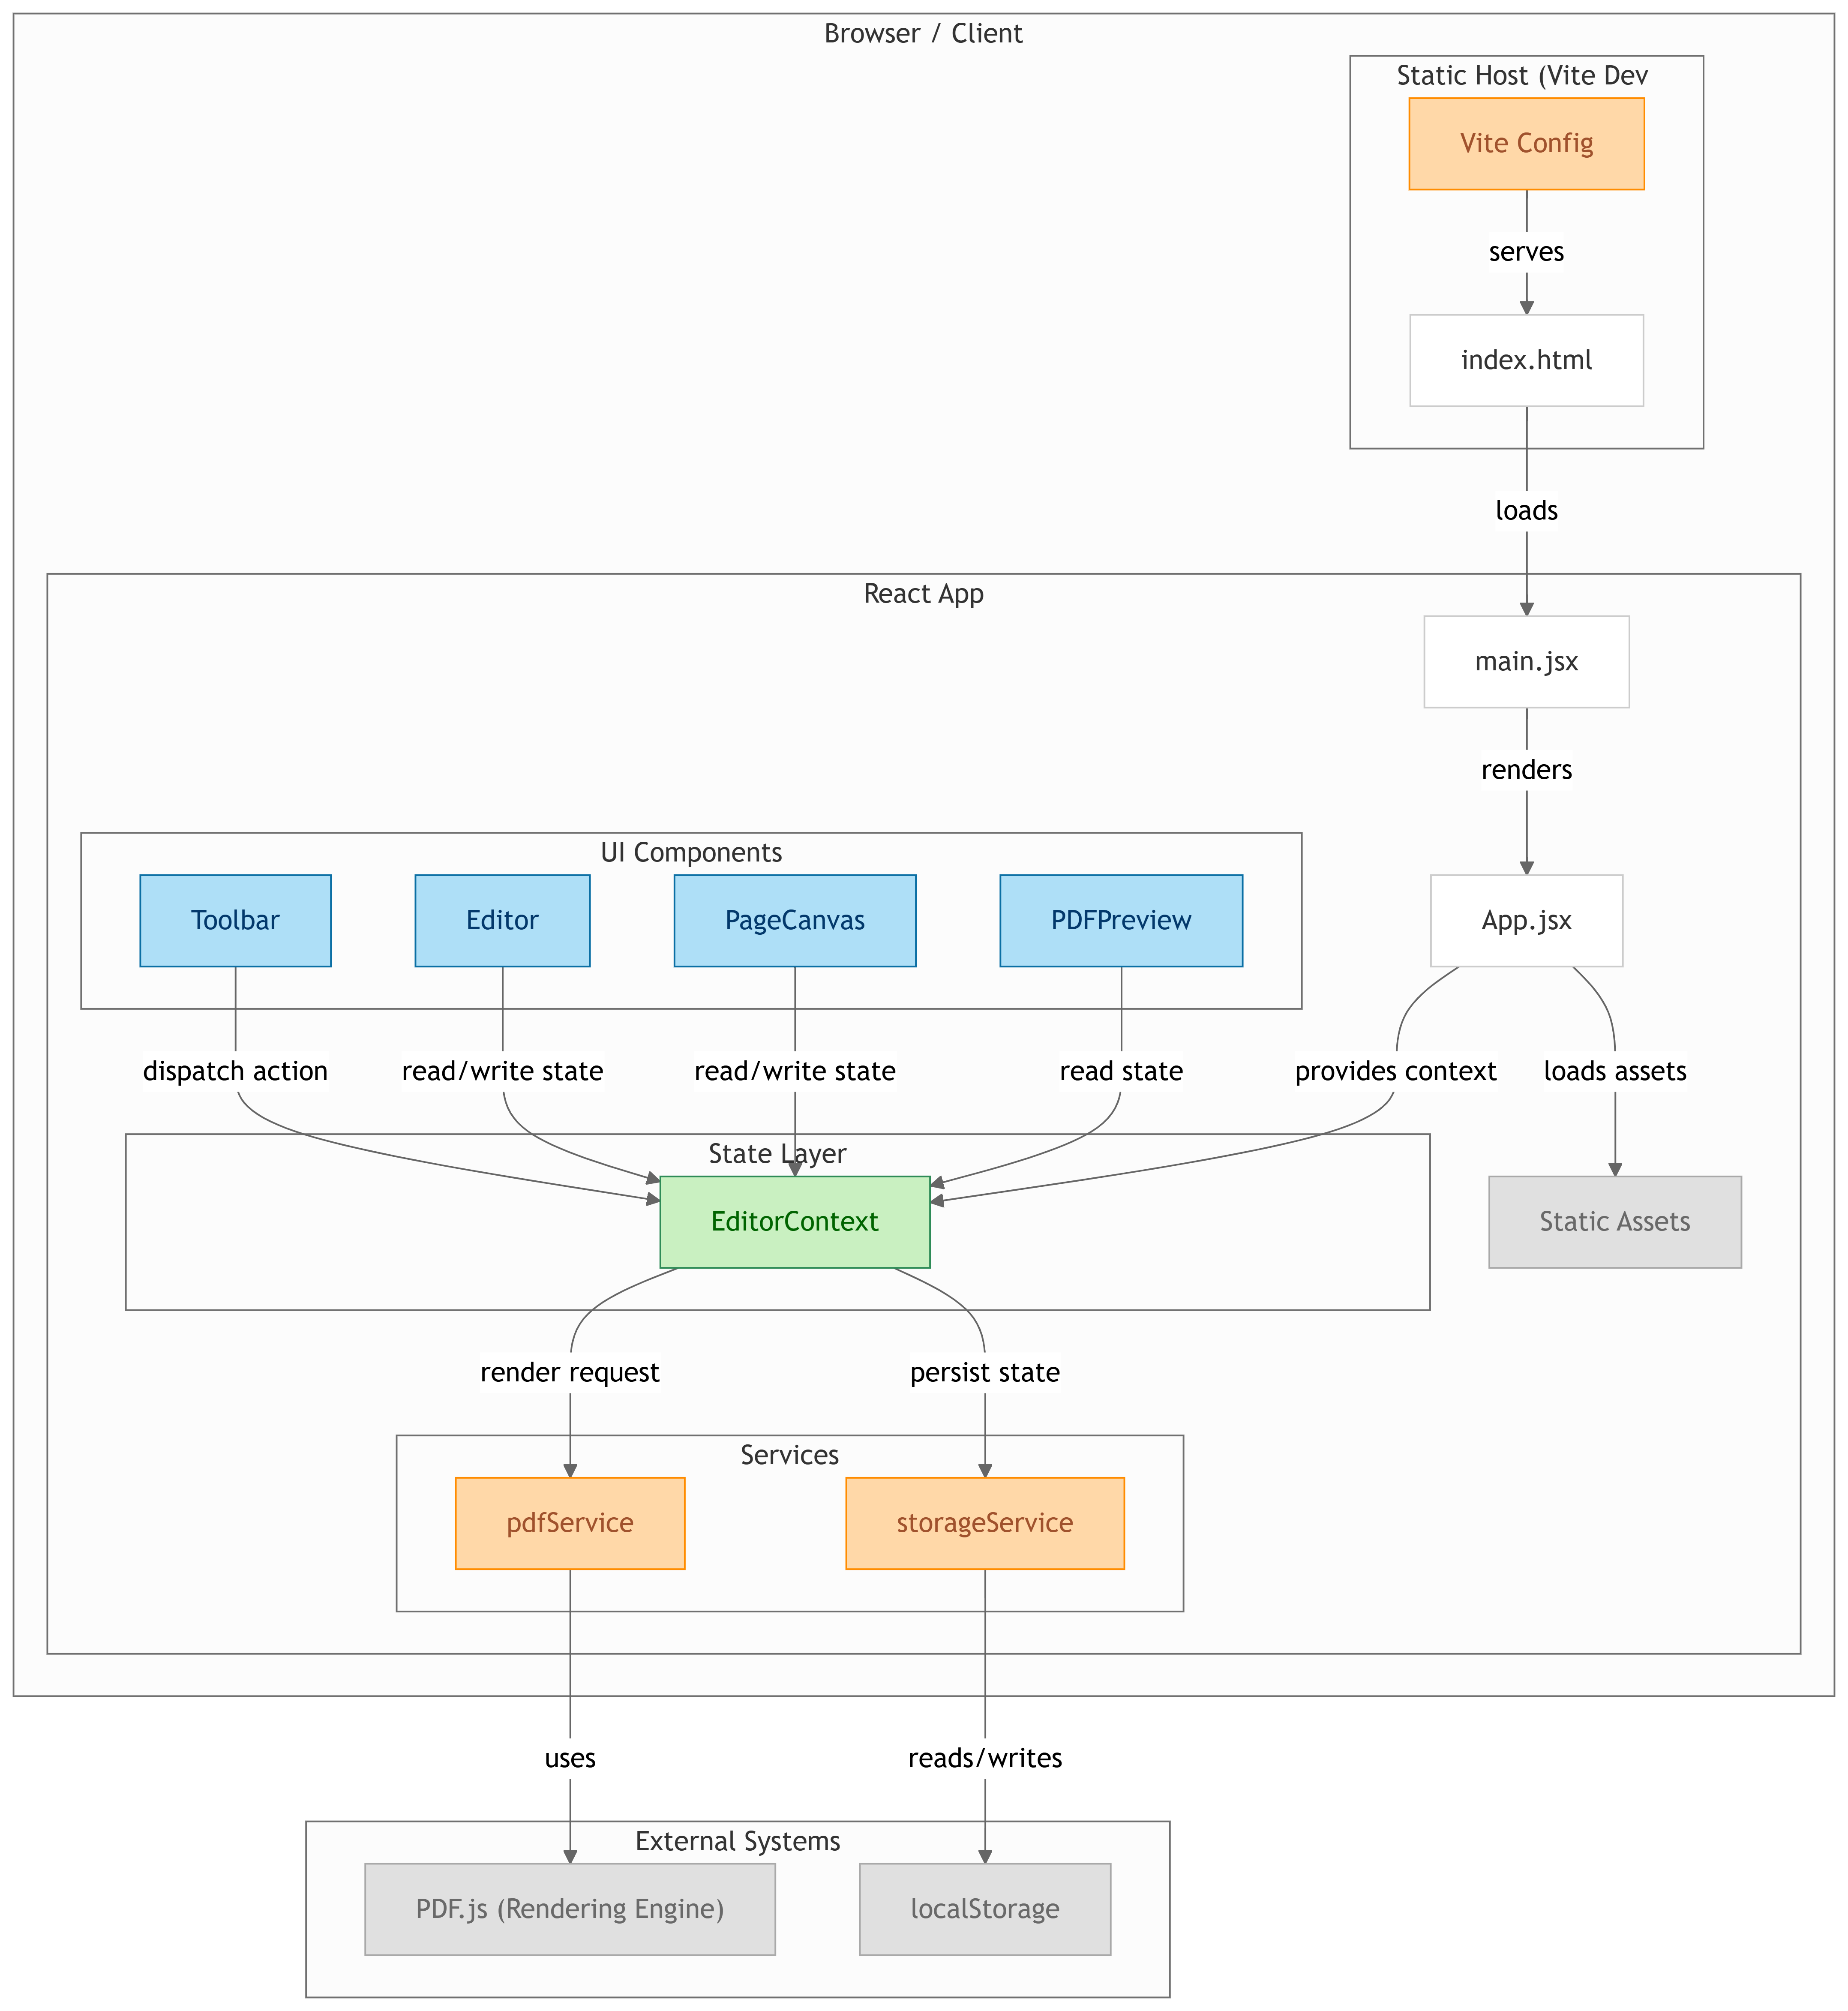 Browser / Client
Static Host (Vite Dev
Vite Config
serves
index.html
loads
React App
main.jsx
renders
UI Components
Toolbar
Editor
PageCanvas
PDFPreview
App.jsx
dispatch action
read/write state
read/write state
read state
provides context
loads assets
State Layer
EditorContext
Static Assets
render request
persist state
Services
pdfService
storageService
uses
reads/writes
External Systems
PDF.js (Rendering Engine)
localStorage